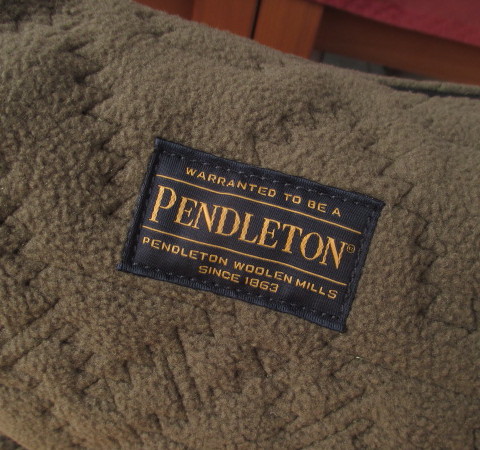 WARRANTED TO BE A
PENDLETON®
PENDLETON WOOLEN MILLS
SINCE 1863